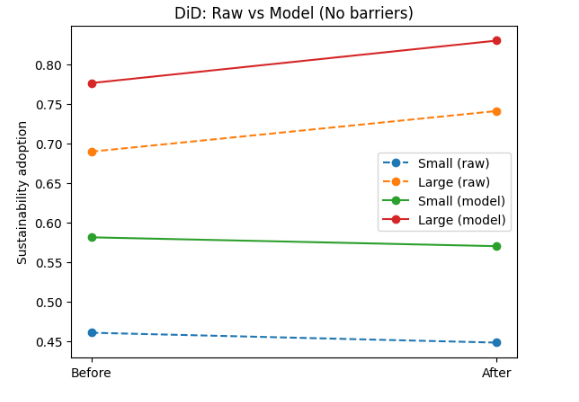 DiD: Raw vs Model (No barriers)
Sustainability adoption
0.80
0.75
0.70
0.65
0.60
0.55
0.50
0.45
Small (raw)
Large (raw)
Small (model)
Large (model)
Before
After